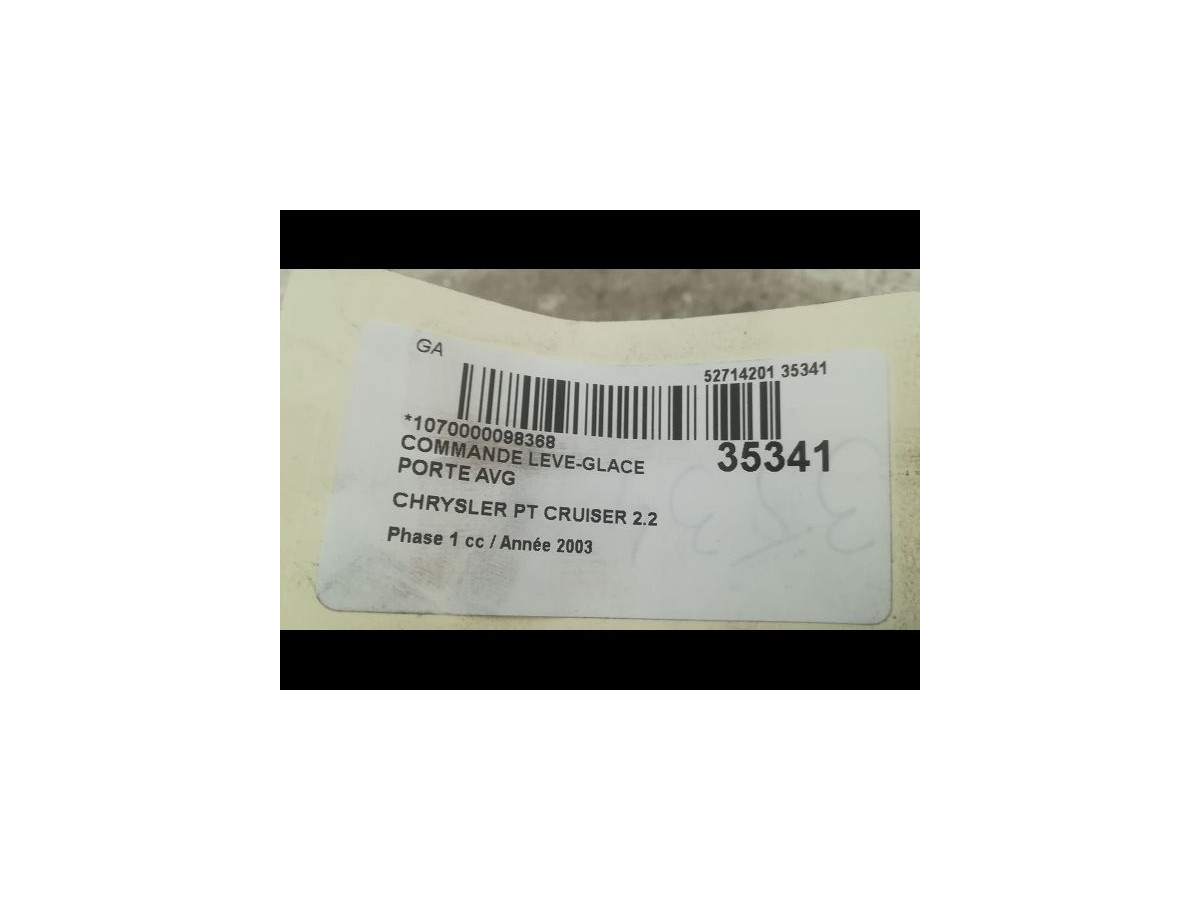 GA
52714201 35341
*1070000098368
COMMANDE LEVE-GLACE
35341
PORTE AVG
CHRYSLER PT CRUISER 2.2
Phase 1 cc / Année 2003